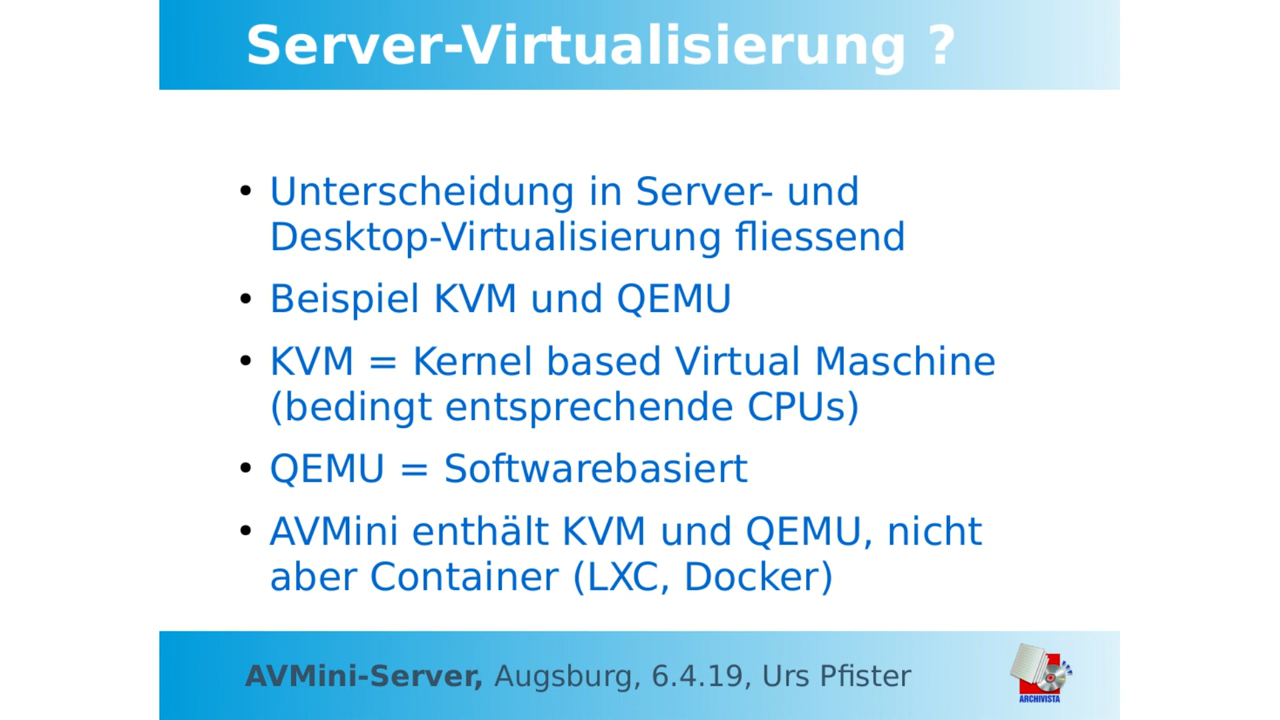 Server-Virtualisierung ?
• Unterscheidung in Server- und
Desktop-Virtualisierung fliessend
• Beispiel KVM und QEMU
• KVM = Kernel based Virtual Maschine
(bedingt entsprechende CPUs)
• QEMU = Softwarebasiert
• AVMini enthält KVM und QEMU, nicht
aber Container (LXC, Docker)
AVMini-Server, Augsburg, 6.4.19, Urs Pfister
ARCHIVISTA